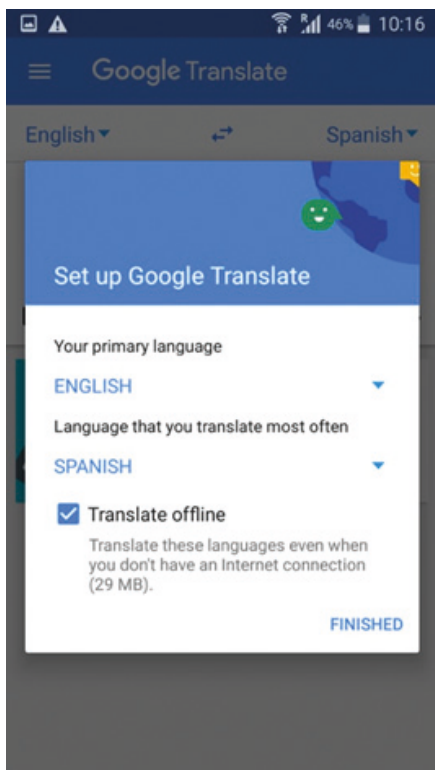 R 46% 10:16
Google Translate
English Spanish
Set up Google Translate
Your primary language
ENGLISH
Language that you translate most often
SPANISH
Translate offline
Translate these languages even when
you don't have an Internet connection
(29 MB).
FINISHED